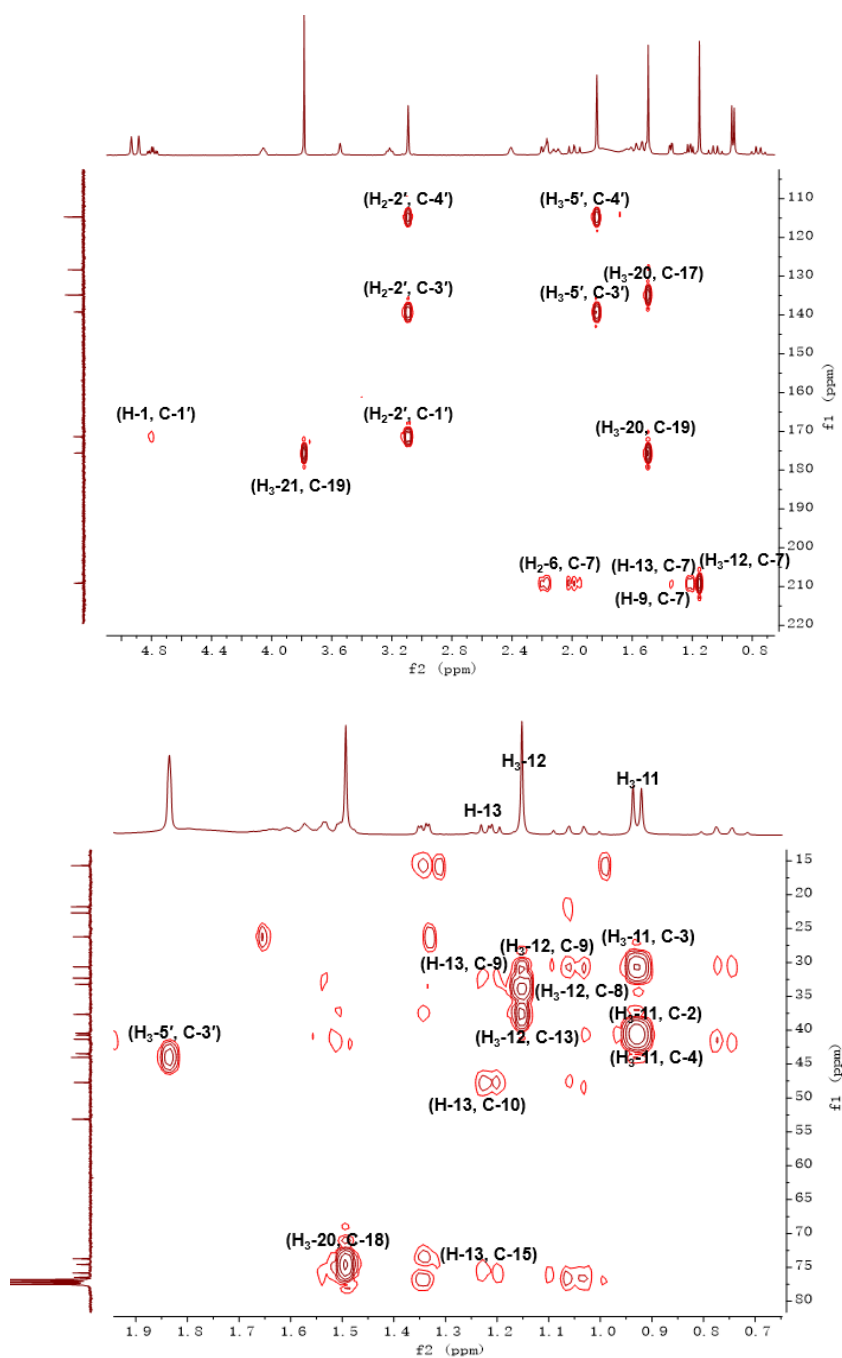 (H₂-2′, C-4′) (H₃-5′, C-4′)
(H₃-20, C-17)
(H₂-2′, C-3′) (H₃-5′, C-3′)
(H-1, C-1′) (H₂-2′, C-1′)
(H₃-20, C-19)
(H₃-21, C-19)
(H₂-6, C-7) (H-13, C-7) (H₃-12, C-7)
(H-9, C-7)
110
120
130
140
150
160
170
180
190
200
210
220
f1 (ppm)
4.8 4.4 4.0 3.6 3.2 2.8 2.4 2.0 1.6 1.2 0.8
f2 (ppm)
H₃-12
H₃-11
H-13
(H₃-12, C-9) (H₃-11, C-3)
(H-13, C-9)
(H₃-12, C-8)
(H₃-11, C-2)
(H₃-5′, C-3′) (H₃-12, C-13)
(H₃-11, C-4)
(H-13, C-10)
(H₃-20, C-18) (H-13, C-15)
15
20
25
30
35
40
45
50
55
60
65
70
75
80
f1 (ppm)
1.9 1.8 1.7 1.6 1.5 1.4 1.3 1.2 1.1 1.0 0.9 0.8 0.7
f2 (ppm)